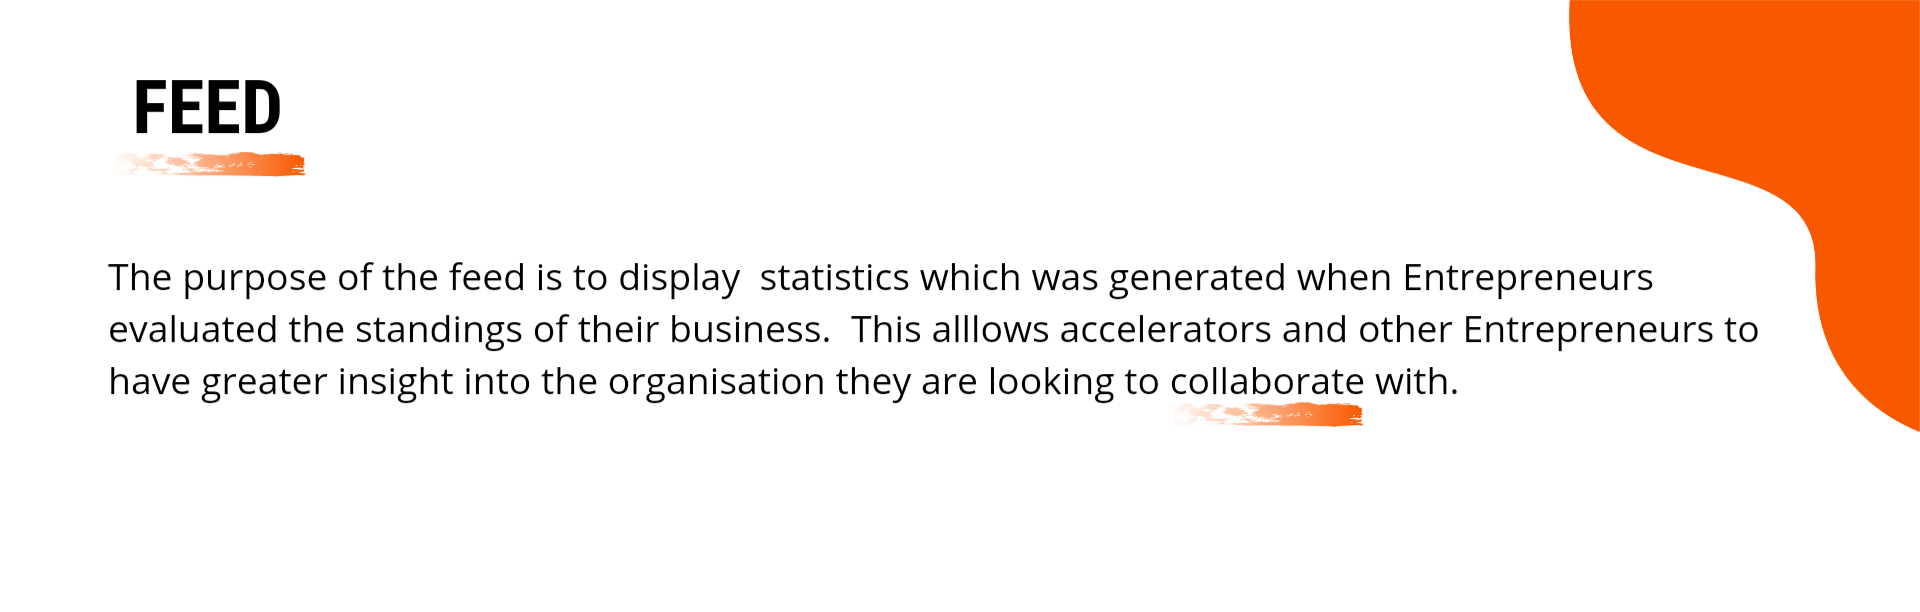 FEED
The purpose of the feed is to display  statistics which was generated when Entrepreneurs
evaluated the standings of their business.  This alllows accelerators and other Entrepreneurs to
have greater insight into the organisation they are looking to collaborate with.